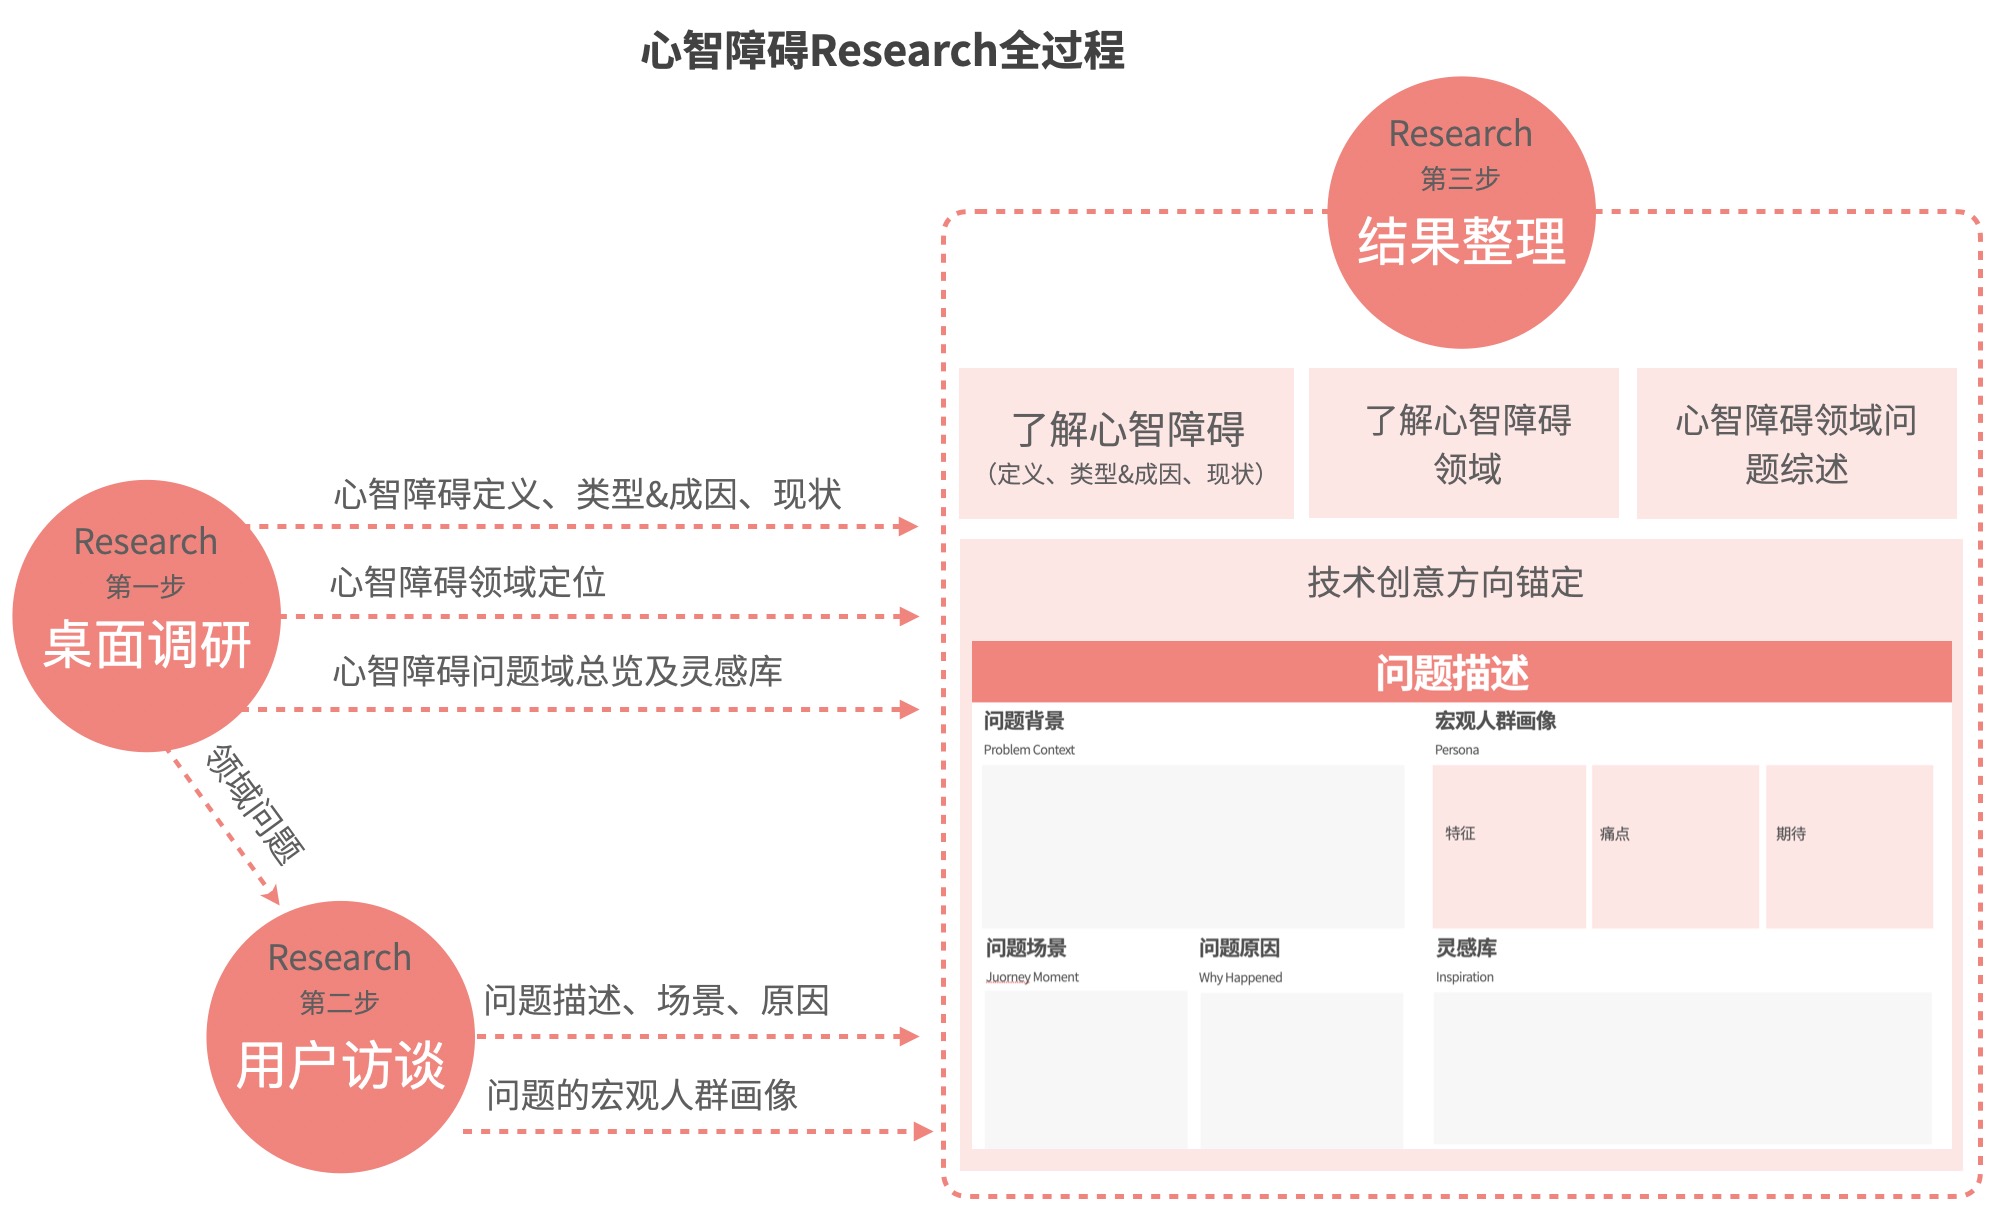 心智障碍Research全过程
Research
第三步
结果整理
了解心智障碍
（定义、类型&成因、现状）
了解心智障碍
领域
心智障碍领域问
题综述
Research
第一步
桌面调研
心智障碍定义、类型&成因、现状
心智障碍领域定位
心智障碍问题域总览及灵感库
领域问题
Research
第二步
用户访谈
问题描述、场景、原因
问题的宏观人群画像
技术创意方向锚定
问题描述
问题背景
Problem Context
宏观人群画像
Persona
特征
痛点
期待
问题场景
Juorney Moment
问题原因
Why Happened
灵感库
Inspiration